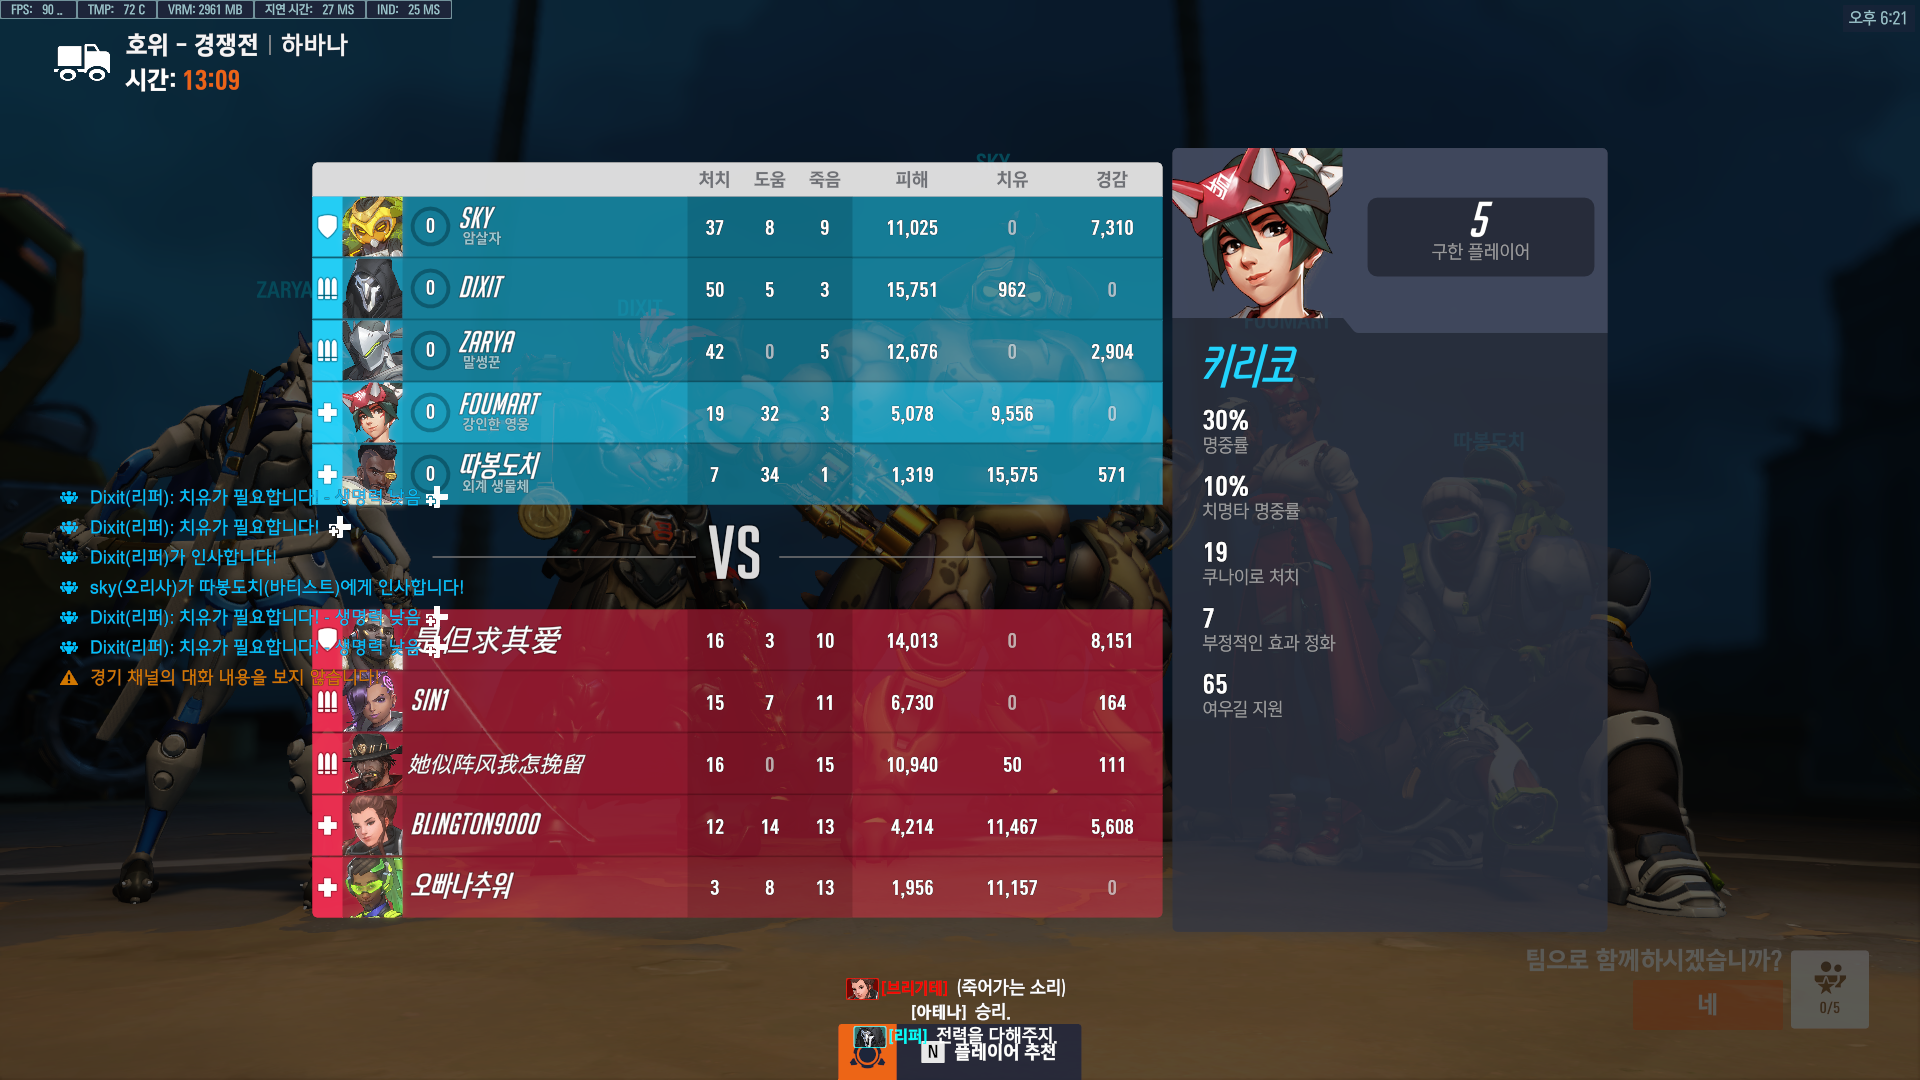 FPS: 90 .. TMP: 72 C VRM: 2961 MB 지연 시간: 27 MS IND: 25 MS
오후 6:21
호위 - 경쟁전 | 하바나
시간: 13:09
처치 도움 죽음 피해 치유 경감
0 SKY 37 8 9 11,025 0 7,310
암살자
0 DIXIT 50 5 3 15,751 962 0
0 ZARYA 42 0 5 12,676 0 2,904
말썽꾼
0 FOUMART 19 32 3 5,078 9,556 0
강인한 영웅
0 따봉도치 7 34 1 1,319 15,575 571
외계 생물체
SKY
ZARYA
DIXIT
FOUMART
따봉도치
Dixit(리퍼): 치유가 필요합니다! - 생명력 낮음
Dixit(리퍼): 치유가 필요합니다!
Dixit(리퍼)가 인사합니다!
sky(오리사)가 따봉도치(바티스트)에게 인사합니다!
Dixit(리퍼): 치유가 필요합니다! - 생명력 낮음
Dixit(리퍼): 치유가 필요합니다! - 생명력 낮음
경기 채널의 대화 내용을 보지 않습니다!
VS
是但求其爱 16 3 10 14,013 0 8,151
SIN1 15 7 11 6,730 0 164
她似阵风我怎挽留 16 0 15 10,940 50 111
BLINGTON9000 12 14 13 4,214 11,467 5,608
오빠나추워 3 8 13 1,956 11,157 0
5
구한 플레이어
키리코
30%
명중률
10%
치명타 명중률
19
쿠나이로 처치
7
부정적인 효과 정화
65
여우길 지원
팀으로 함께하시겠습니까?
네
0/5
[브리기테] (죽어가는 소리)
[아테나] 승리.
[리퍼] 전력을 다해주지.
N 플레이어 추천